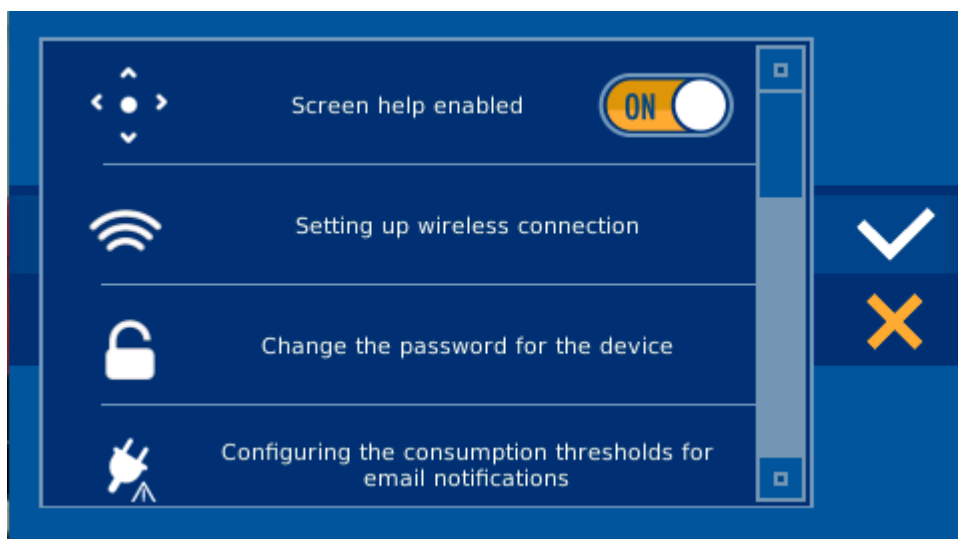 Screen help enabled
ON
Setting up wireless connection
Change the password for the device
Configuring the consumption thresholds for
email notifications